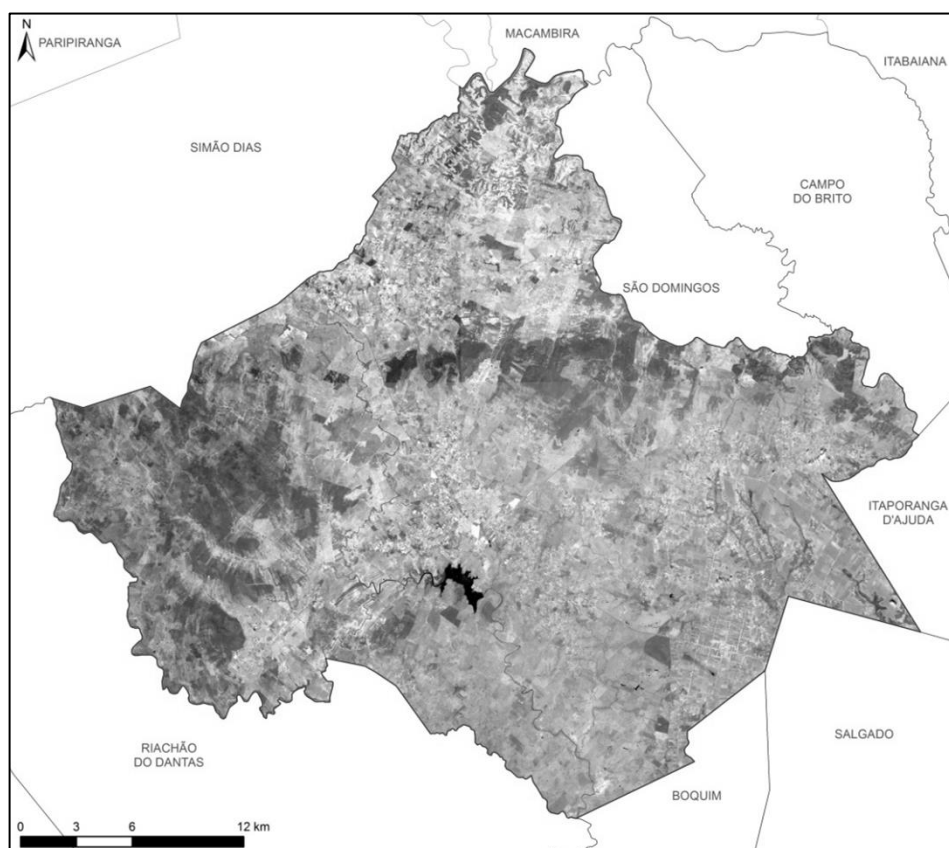 N
PARIPIRANGA
MACAMBIRA
ITABAIANA
SIMÃO DIAS
CAMPO
DO BRITO
SÃO DOMINGOS
ITAPORANGA
D'AJUDA
RIACHÃO
DO DANTAS
SALGADO
BOQUIM
0 3 6 12 km